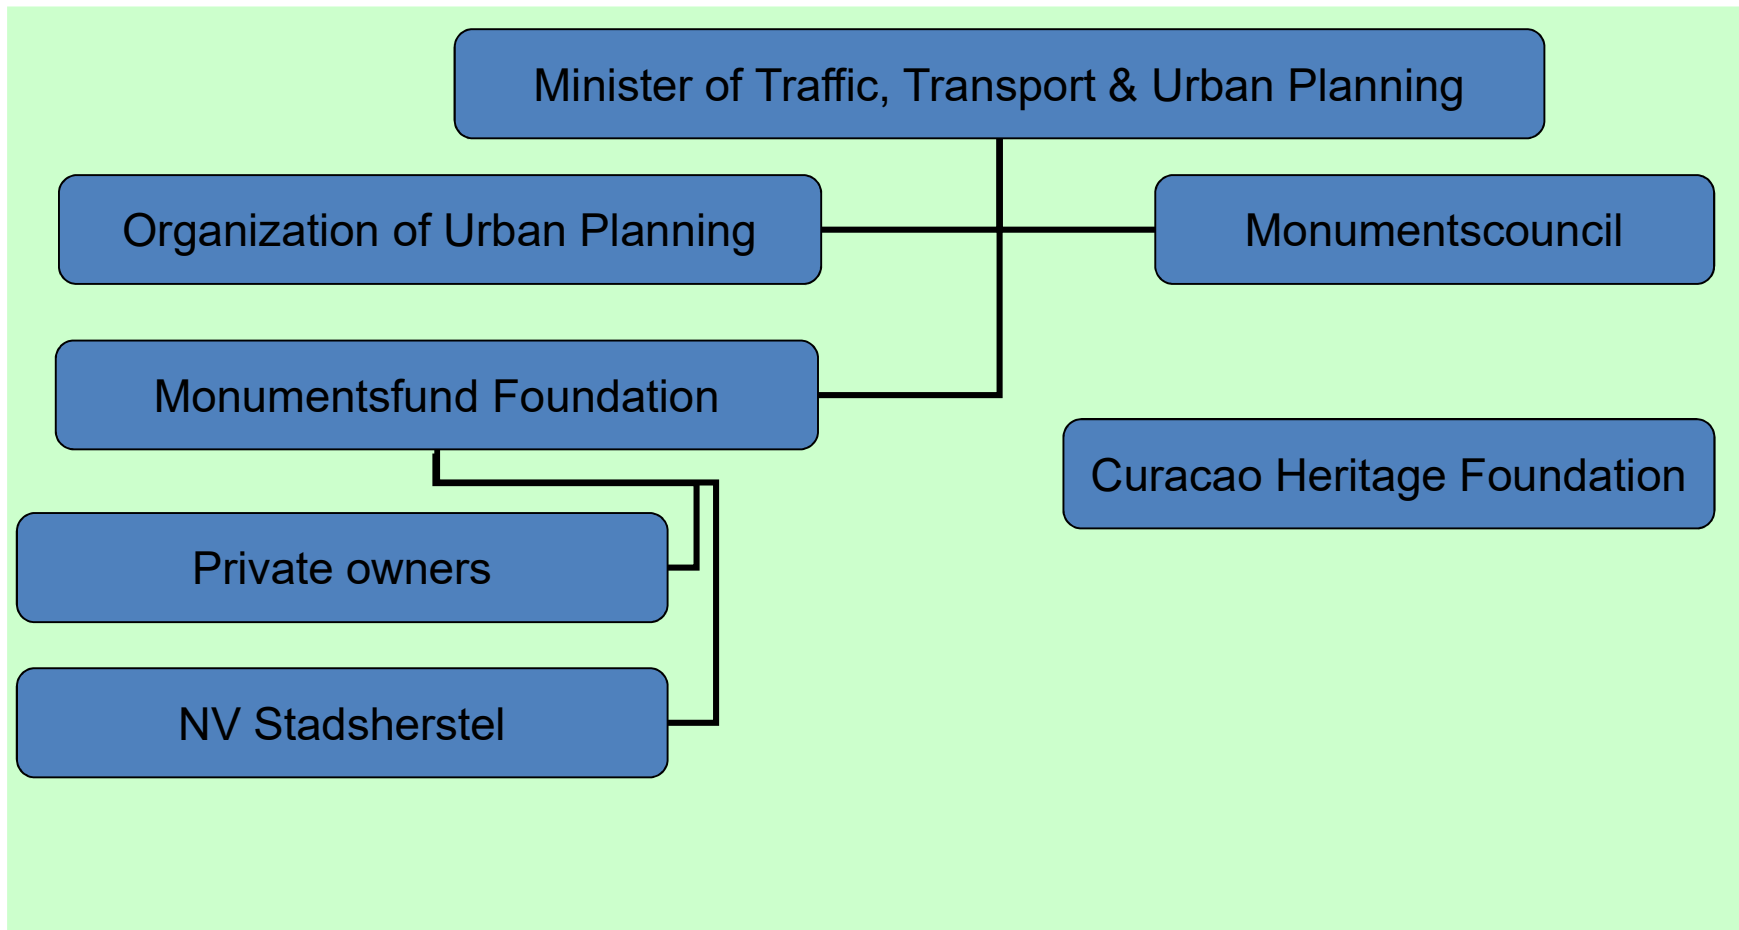 Minister of Traffic, Transport & Urban Planning
Organization of Urban Planning
Monumentscouncil
Monumentsfund Foundation
Curacao Heritage Foundation
Private owners
NV Stadsherstel